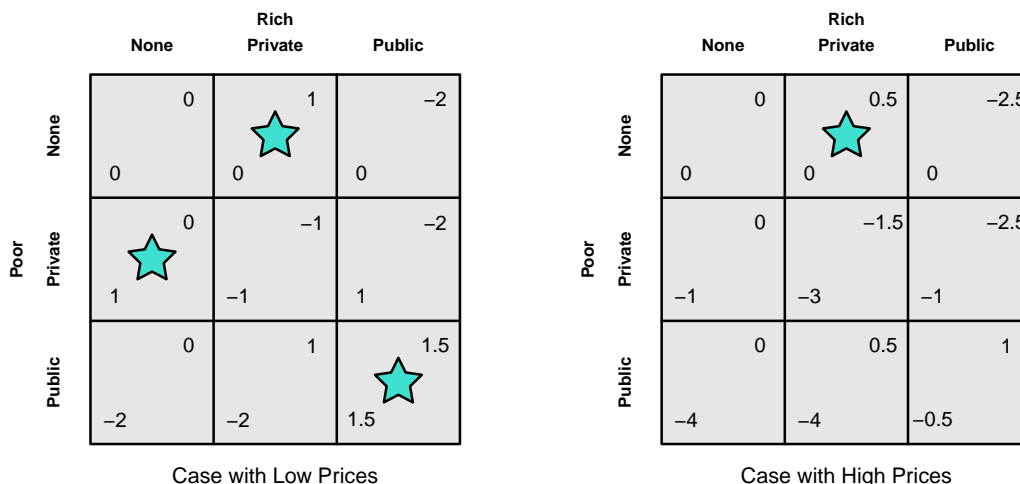 Rich
None Private Public
Poor
None
Private
Public
0 1 −2
0 0 0
0 −1 −2
1 −1 1
0 1 1.5
−2 −2 1.5
Case with Low Prices
Rich
None Private Public
Poor
None
Private
Public
0 0.5 −2.5
0 0 0
0 −1.5 −2.5
−1 −3 −1
0 0.5 1
−4 −4 −0.5
Case with High Prices